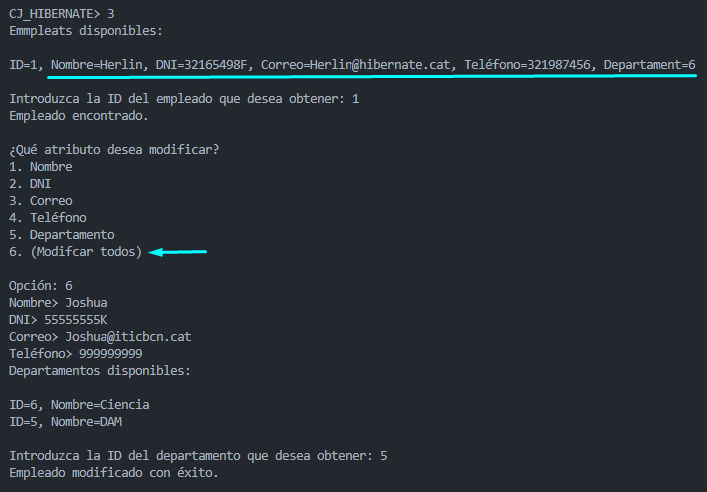 CJ_HIBERNATE> 3
Emmpleats disponibles:
ID=1, Nombre=Herlin, DNI=32165498F, Correo=Herlin@hibernate.cat, Teléfono=321987456, Departament=6
Introduzca la ID del empleado que desea obtener: 1
Empleado encontrado.
¿Qué atributo desea modificar?
1. Nombre
2. DNI
3. Correo
4. Teléfono
5. Departamento
6. (Modifcar todos)
Opción: 6
Nombre> Joshua
DNI> 55555555K
Correo> Joshua@iticbcn.cat
Teléfono> 999999999
Departamentos disponibles:
ID=6, Nombre=Ciencia
ID=5, Nombre=DAM
Introduzca la ID del departamento que desea obtener: 5
Empleado modificado con éxito.